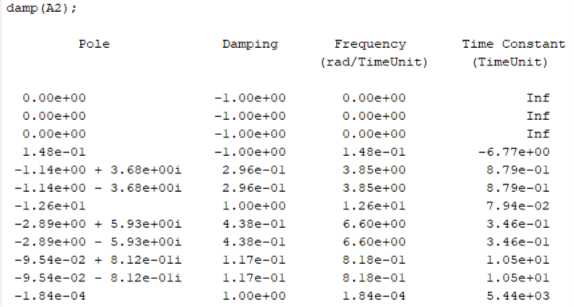 damp(A2);
Pole Damping Frequency Time Constant
(rad/TimeUnit) (TimeUnit)
0.00e+00 -1.00e+00 0.00e+00 Inf
0.00e+00 -1.00e+00 0.00e+00 Inf
0.00e+00 -1.00e+00 0.00e+00 Inf
1.48e-01 -1.00e+00 1.48e-01 -6.77e+00
-1.14e+00 + 3.68e+00i 2.96e-01 3.85e+00 8.79e-01
-1.14e+00 - 3.68e+00i 2.96e-01 3.85e+00 8.79e-01
-1.26e+01 1.00e+00 1.26e+01 7.94e-02
-2.89e+00 + 5.93e+00i 4.38e-01 6.60e+00 3.46e-01
-2.89e+00 - 5.93e+00i 4.38e-01 6.60e+00 3.46e-01
-9.54e-02 + 8.12e-01i 1.17e-01 8.18e-01 1.05e+01
-9.54e-02 - 8.12e-01i 1.17e-01 8.18e-01 1.05e+01
-1.84e-04 1.00e+00 1.84e-04 5.44e+03